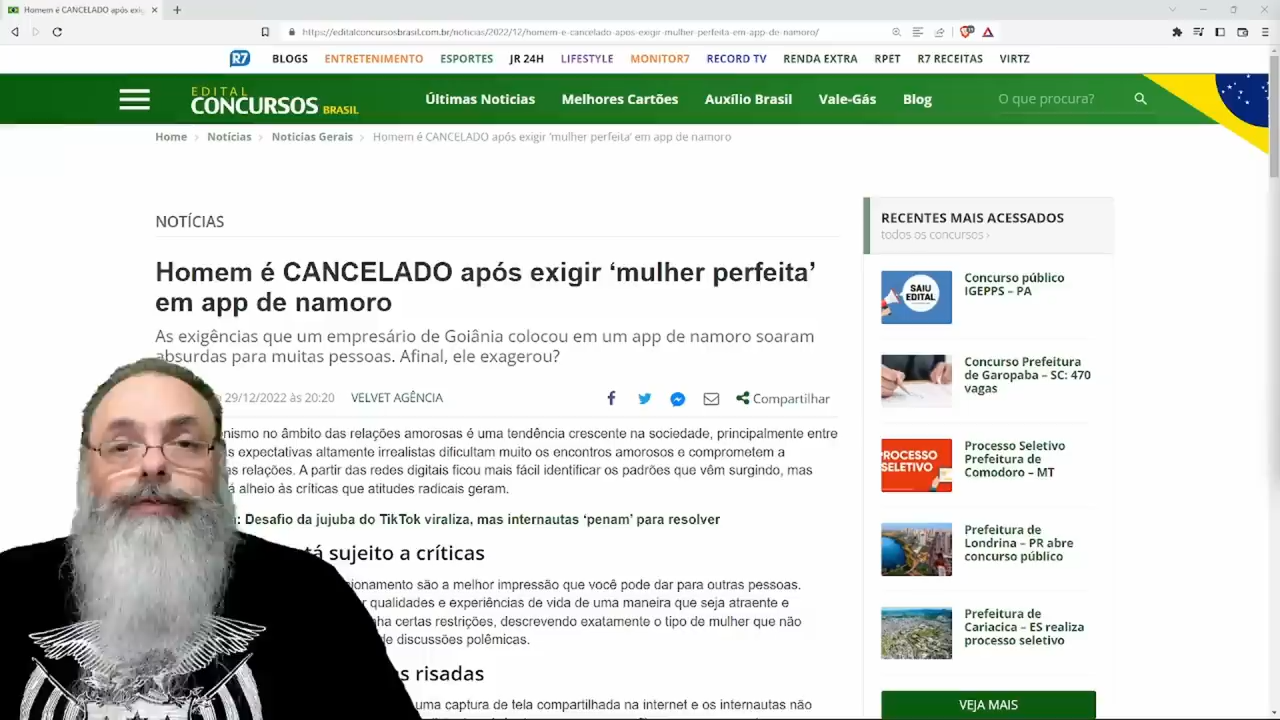 Homem é CANCELADO após exig
https://editalconcursosbrasil.com.br/noticias/2022/12/homem-e-cancelado-apos-exigir-mulher-perfeita-em-app-de-namoro/
R7 BLOGS ENTRETENIMENTO ESPORTES JR 24H LIFESTYLE MONITOR7 RECORD TV RENDA EXTRA RPET R7 RECEITAS VIRTZ
EDITAL
CONCURSOS BRASIL
Últimas Notícias Melhores Cartões Auxílio Brasil Vale-Gás Blog O que procura?
Home > Notícias > Notícias Gerais > Homem é CANCELADO após exigir ‘mulher perfeita’ em app de namoro
NOTÍCIAS
Homem é CANCELADO após exigir ‘mulher perfeita’
em app de namoro
As exigências que um empresário de Goiânia colocou em um app de namoro soaram
absurdas para muitas pessoas. Afinal, ele exagerou?
29/12/2022 às 20:20 VELVET AGÊNCIA
Compartilhar
no âmbito das relações amorosas é uma tendência crescente na sociedade, principalmente entre
expectativas altamente irrealistas dificultam muito os encontros amorosos e comprometem a
relações. A partir das redes digitais ficou mais fácil identificar os padrões que vêm surgindo, mas
alheio às críticas que atitudes radicais geram.
Desafio da jujuba do TikTok viraliza, mas internautas ‘penam’ para resolver
sujeito a críticas
são a melhor impressão que você pode dar para outras pessoas.
qualidades e experiências de vida de uma maneira que seja atraente e
certas restrições, descrevendo exatamente o tipo de mulher que não
de discussões polêmicas.
risadas
uma captura de tela compartilhada na internet e os internautas não
RECENTES MAIS ACESSADOS
todos os concursos ›
SAIU
EDITAL
Concurso público
IGEPPS – PA
Concurso Prefeitura
de Garopaba – SC: 470
vagas
PROCESSO
SELETIVO
Processo Seletivo
Prefeitura de
Comodoro – MT
Prefeitura de
Londrina – PR abre
concurso público
Prefeitura de
Cariacica – ES realiza
processo seletivo
VEJA MAIS